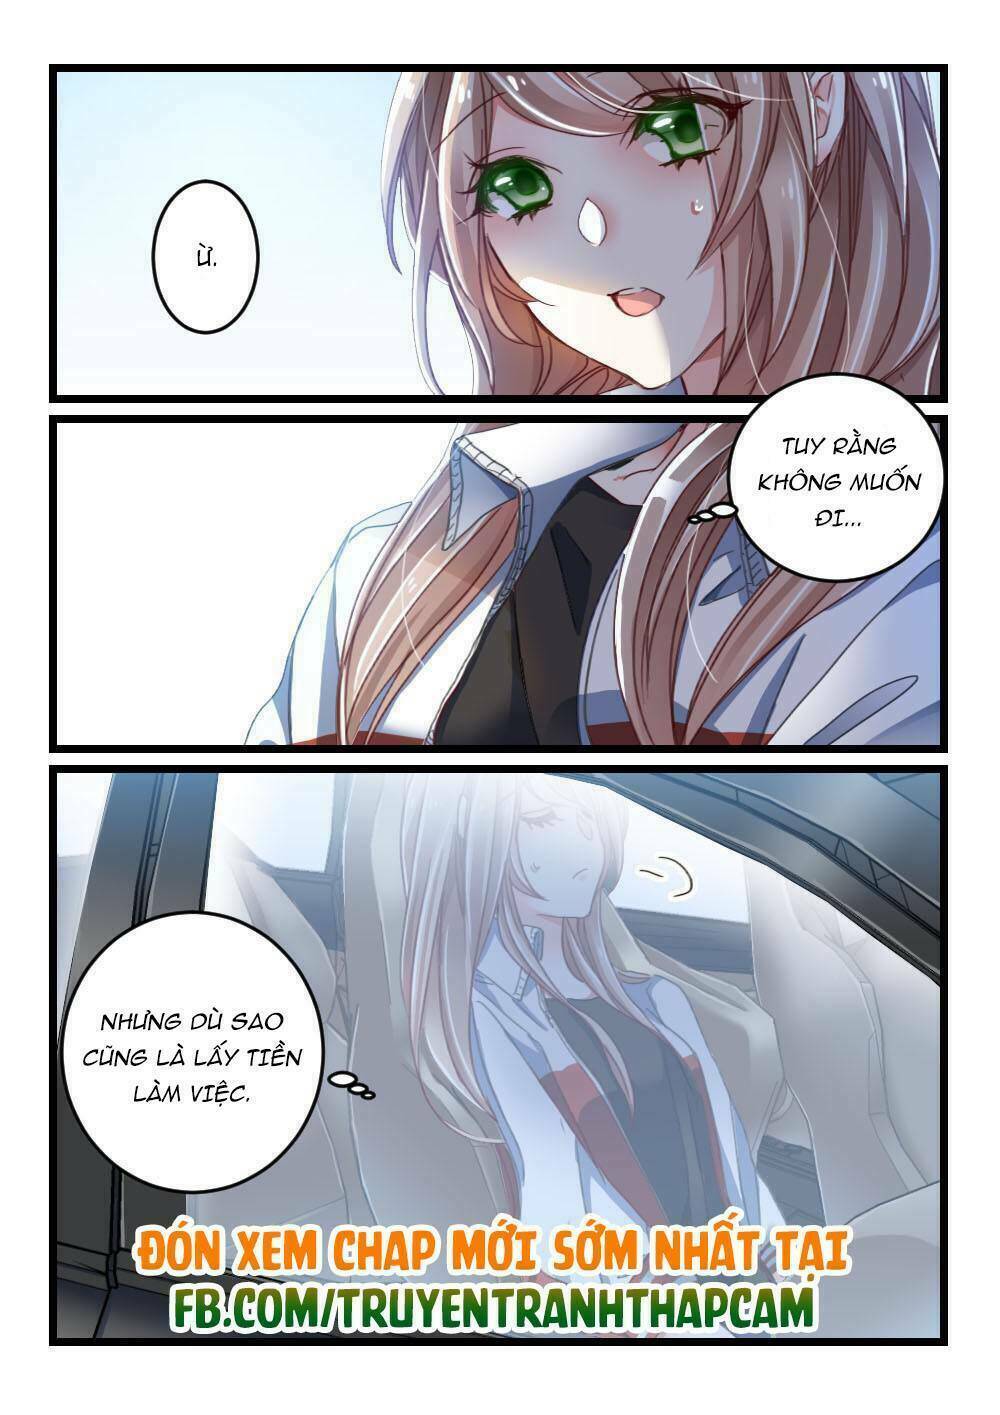 Ừ.
TUY RẰNG
KHÔNG MUỐN
ĐI...
NHƯNG DÙ SAO
CŨNG LÀ LẤY TIỀN
LÀM VIỆC.
ĐÓN XEM CHAP MỚI SỚM NHẤT TẠI
FB.COM/TRUYENTRANHTHAPCAM